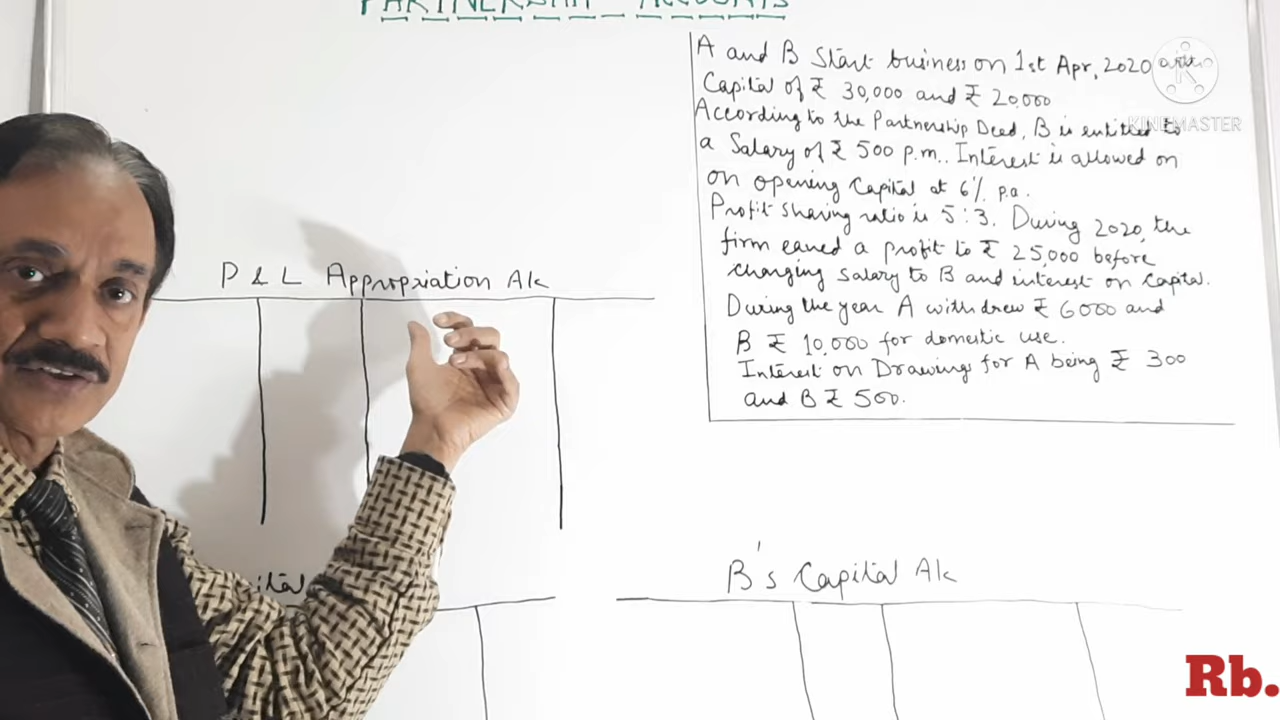 PARTNERSHIP ACCOUNTS
A and B Start business on 1st Apr, 2020 with
Capital of ₹ 30,000 and ₹ 20,000
According to the Partnership Deed, B is entitled to
a Salary of ₹ 500 p.m.. Interest is allowed on
on opening Capital at 6% p.a.
Profit sharing ratio is 5:3. During 2020, the
firm earned a profit to ₹ 25,000 before
charging salary to B and interest on Capital.
During the year A withdrew ₹ 6000 and
B ₹ 10,000 for domestic use.
Interest on Drawings for A being ₹ 300
and B ₹ 500.
KINEMASTER
P & L Appropriation A/c
B's Capital A/c
Rb.